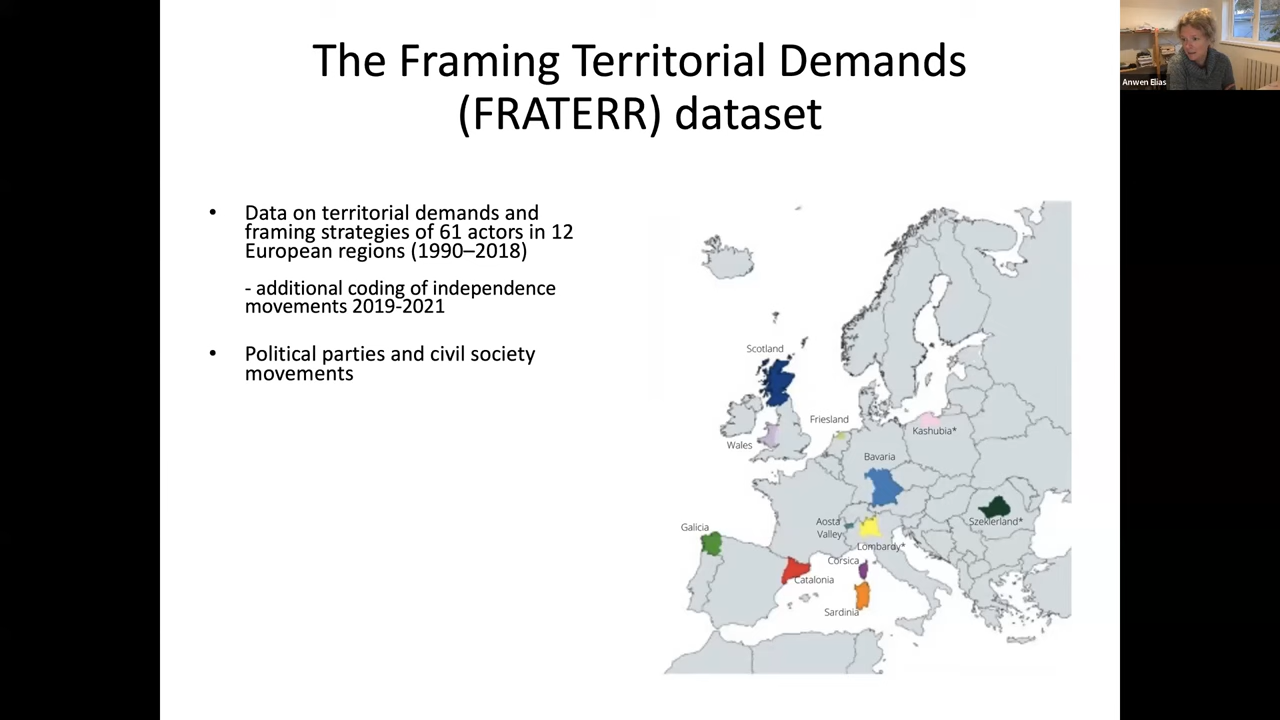 The Framing Territorial Demands
(FRATERR) dataset
Anwen Elias
• Data on territorial demands and
framing strategies of 61 actors in 12
European regions (1990–2018)
- additional coding of independence
movements 2019-2021
• Political parties and civil society
movements
Scotland
Friesland
Kashubia*
Wales
Bavaria
Szeklerland*
Aosta
Valley
Galicia
Lombardy*
Corsica
Catalonia
Sardinia